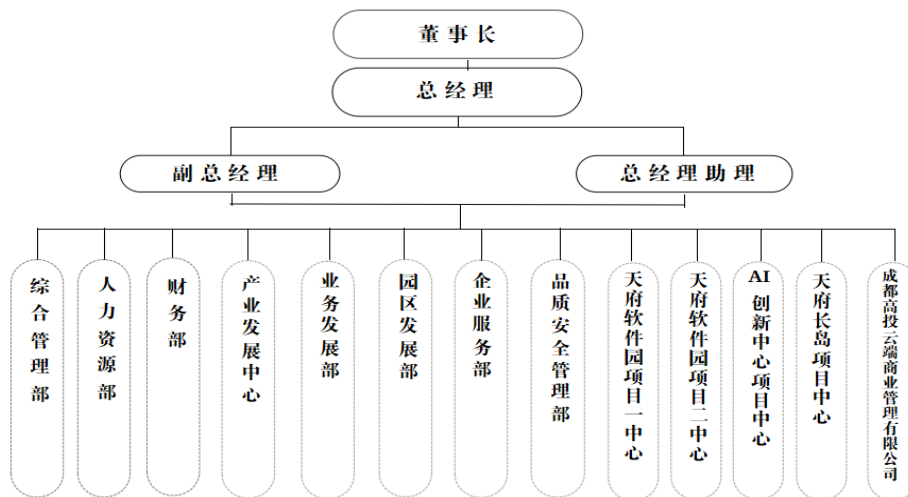 董事长
总经理
副总经理
总经理助理
综合管理部
人力资源部
财务部
产业发展中心
业务发展部
园区发展部
企业服务部
品质安全管理部
天府软件园项目一中心
天府软件园项目二中心
AI创新中心项目中心
天府长岛项目中心
成都高投云端商业管理有限公司